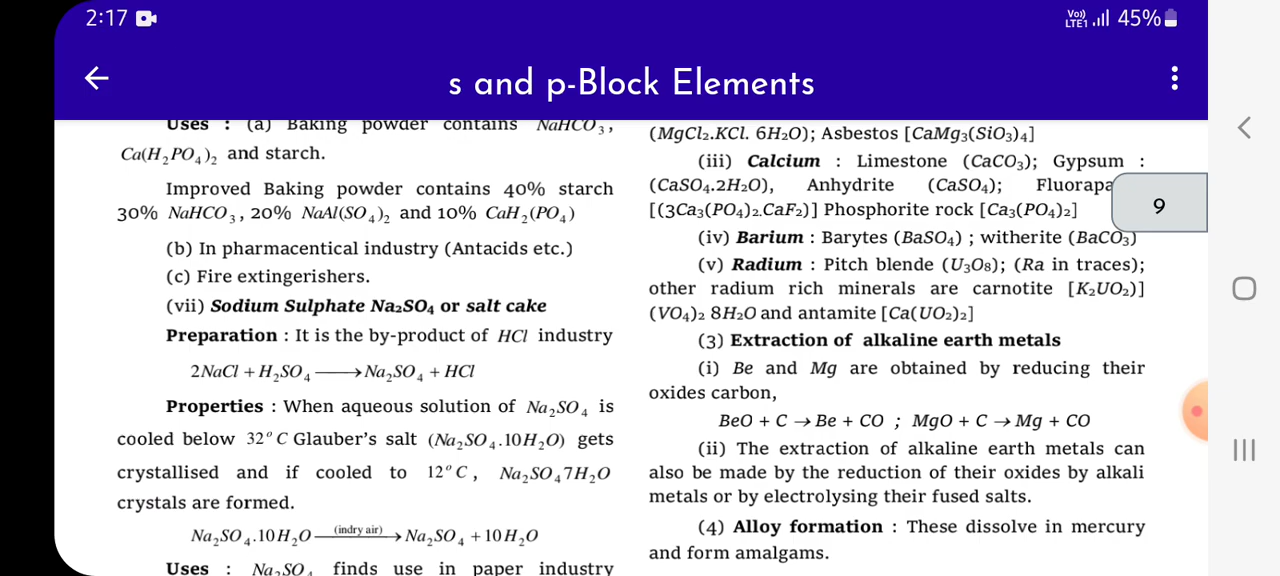 2:17
Vo)) LTE1 45%
s and p-Block Elements
Uses : (a) Baking powder contains NaHCO₃,
Ca(H₂PO₄)₂ and starch.
Improved Baking powder contains 40% starch
30% NaHCO₃, 20% NaAl(SO₄)₂ and 10% CaH₂(PO₄)
(b) In pharmacentical industry (Antacids etc.)
(c) Fire extingerishers.
(vii) Sodium Sulphate Na₂SO₄ or salt cake
Preparation : It is the by-product of HCl industry
2NaCl + H₂SO₄ ⟶ Na₂SO₄ + HCl
Properties : When aqueous solution of Na₂SO₄ is
cooled below 32°C Glauber's salt (Na₂SO₄.10H₂O) gets
crystallised and if cooled to 12°C, Na₂SO₄7H₂O
crystals are formed.
Na₂SO₄.10H₂O —(indry air)→ Na₂SO₄ + 10H₂O
Uses : Na₂SO₄ finds use in paper industry
(MgCl₂.KCl. 6H₂O); Asbestos [CaMg₃(SiO₃)₄]
(iii) Calcium : Limestone (CaCO₃); Gypsum :
(CaSO₄.2H₂O), Anhydrite (CaSO₄); Fluorapa
[(3Ca₃(PO₄)₂.CaF₂)] Phosphorite rock [Ca₃(PO₄)₂]
(iv) Barium : Barytes (BaSO₄) ; witherite (BaCO₃)
(v) Radium : Pitch blende (U₃O₈); (Ra in traces);
other radium rich minerals are carnotite [K₂UO₂)]
(VO₄)₂ 8H₂O and antamite [Ca(UO₂)₂]
(3) Extraction of alkaline earth metals
(i) Be and Mg are obtained by reducing their
oxides carbon,
BeO + C → Be + CO ; MgO + C → Mg + CO
(ii) The extraction of alkaline earth metals can
also be made by the reduction of their oxides by alkali
metals or by electrolysing their fused salts.
(4) Alloy formation : These dissolve in mercury
and form amalgams.
9